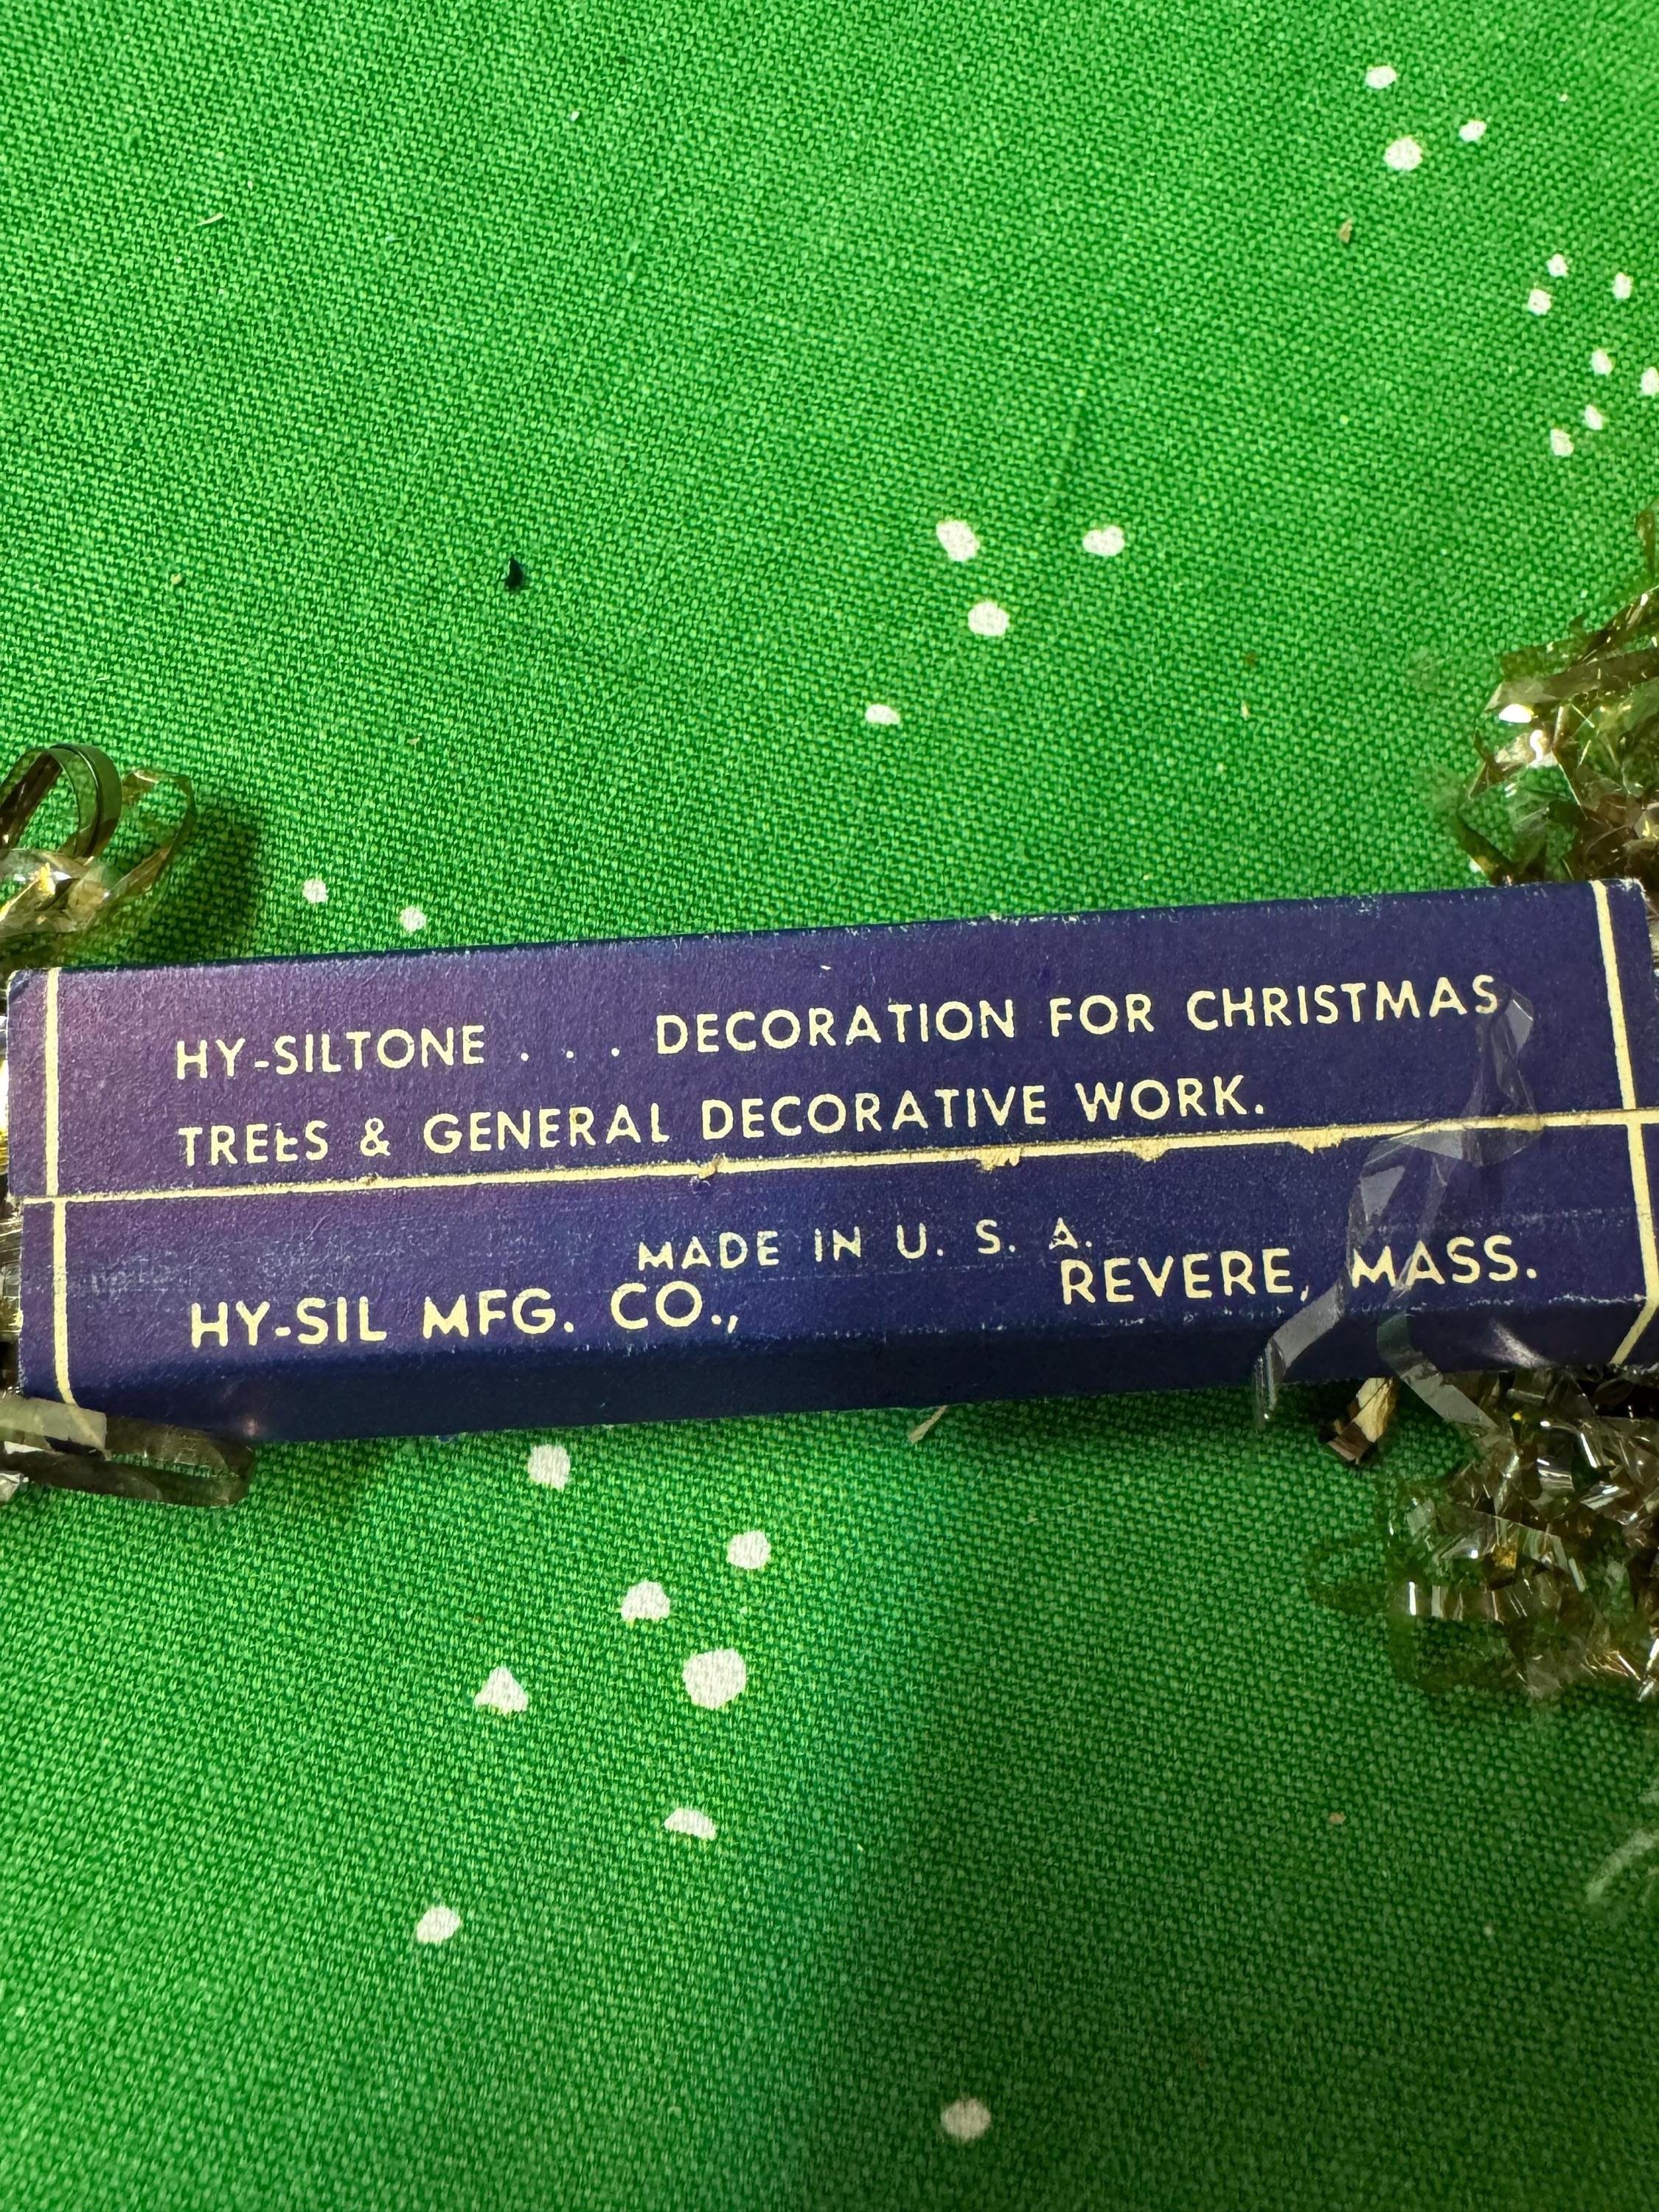 HY-SILTONE . . . DECORATION FOR CHRISTMAS
TREES & GENERAL DECORATIVE WORK.
MADE IN U. S. A.
HY-SIL MFG. CO., REVERE, MASS.